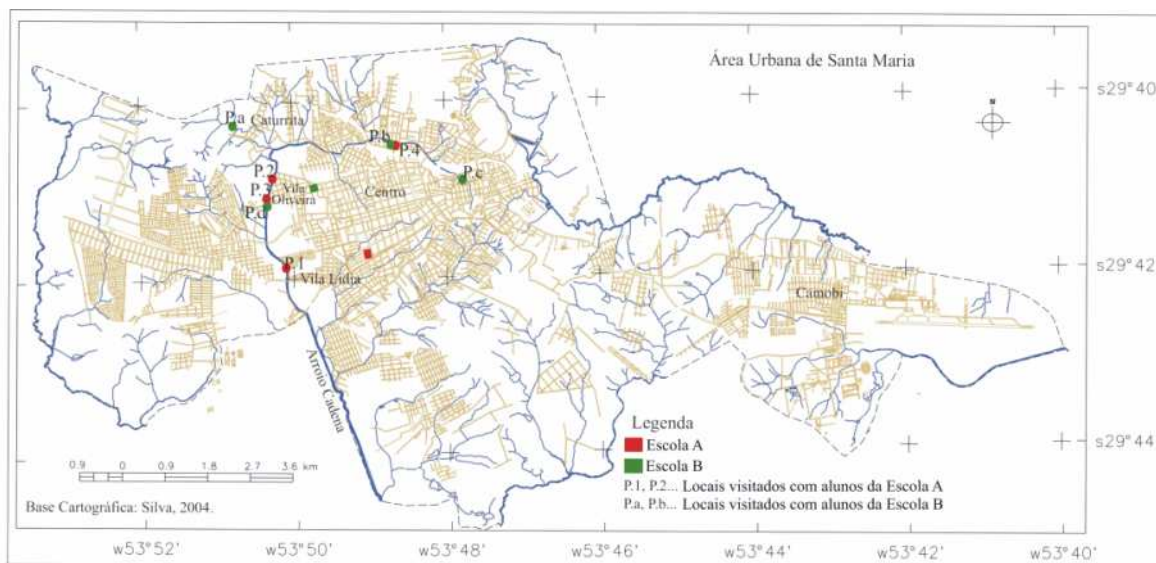 Área Urbana de Santa Maria
s29°40'
N
P.a
Caturrita
P.b
P.4
P.2
P.c
P.3
Vila
Oliveira
Centro
P.d
P.1
Vila Lídia
s29°42'
Camobi
Arroio Cadena
Legenda
Escola A
Escola B
P.1, P.2... Locais visitados com alunos da Escola A
P.a, P.b... Locais visitados com alunos da Escola B
s29°44'
0.9 0 0.9 1.8 2.7 3.6 km
Base Cartográfica: Silva, 2004.
w53°52' w53°50' w53°48' w53°46' w53°44' w53°42' w53°40'